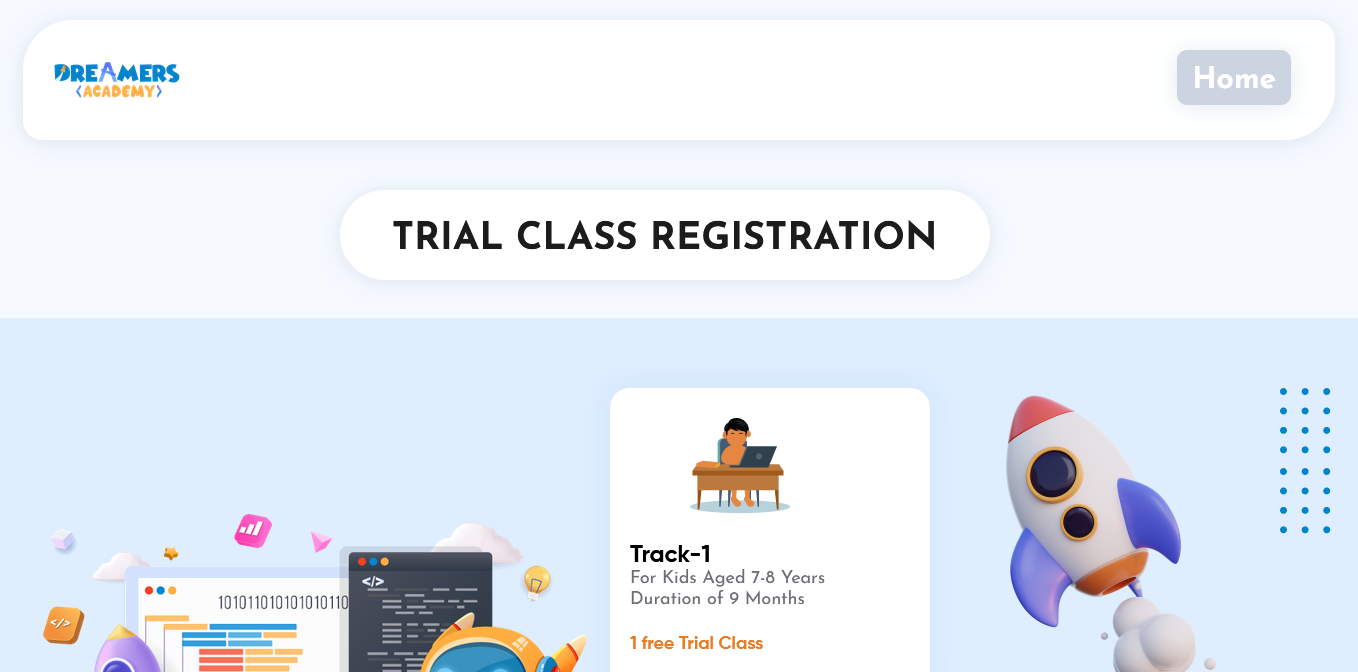 DREAMERS
<ACADEMY>
Home
TRIAL CLASS REGISTRATION
Track-1
For Kids Aged 7-8 Years
Duration of 9 Months
1 free Trial Class
</>
10101101010101010110
</>